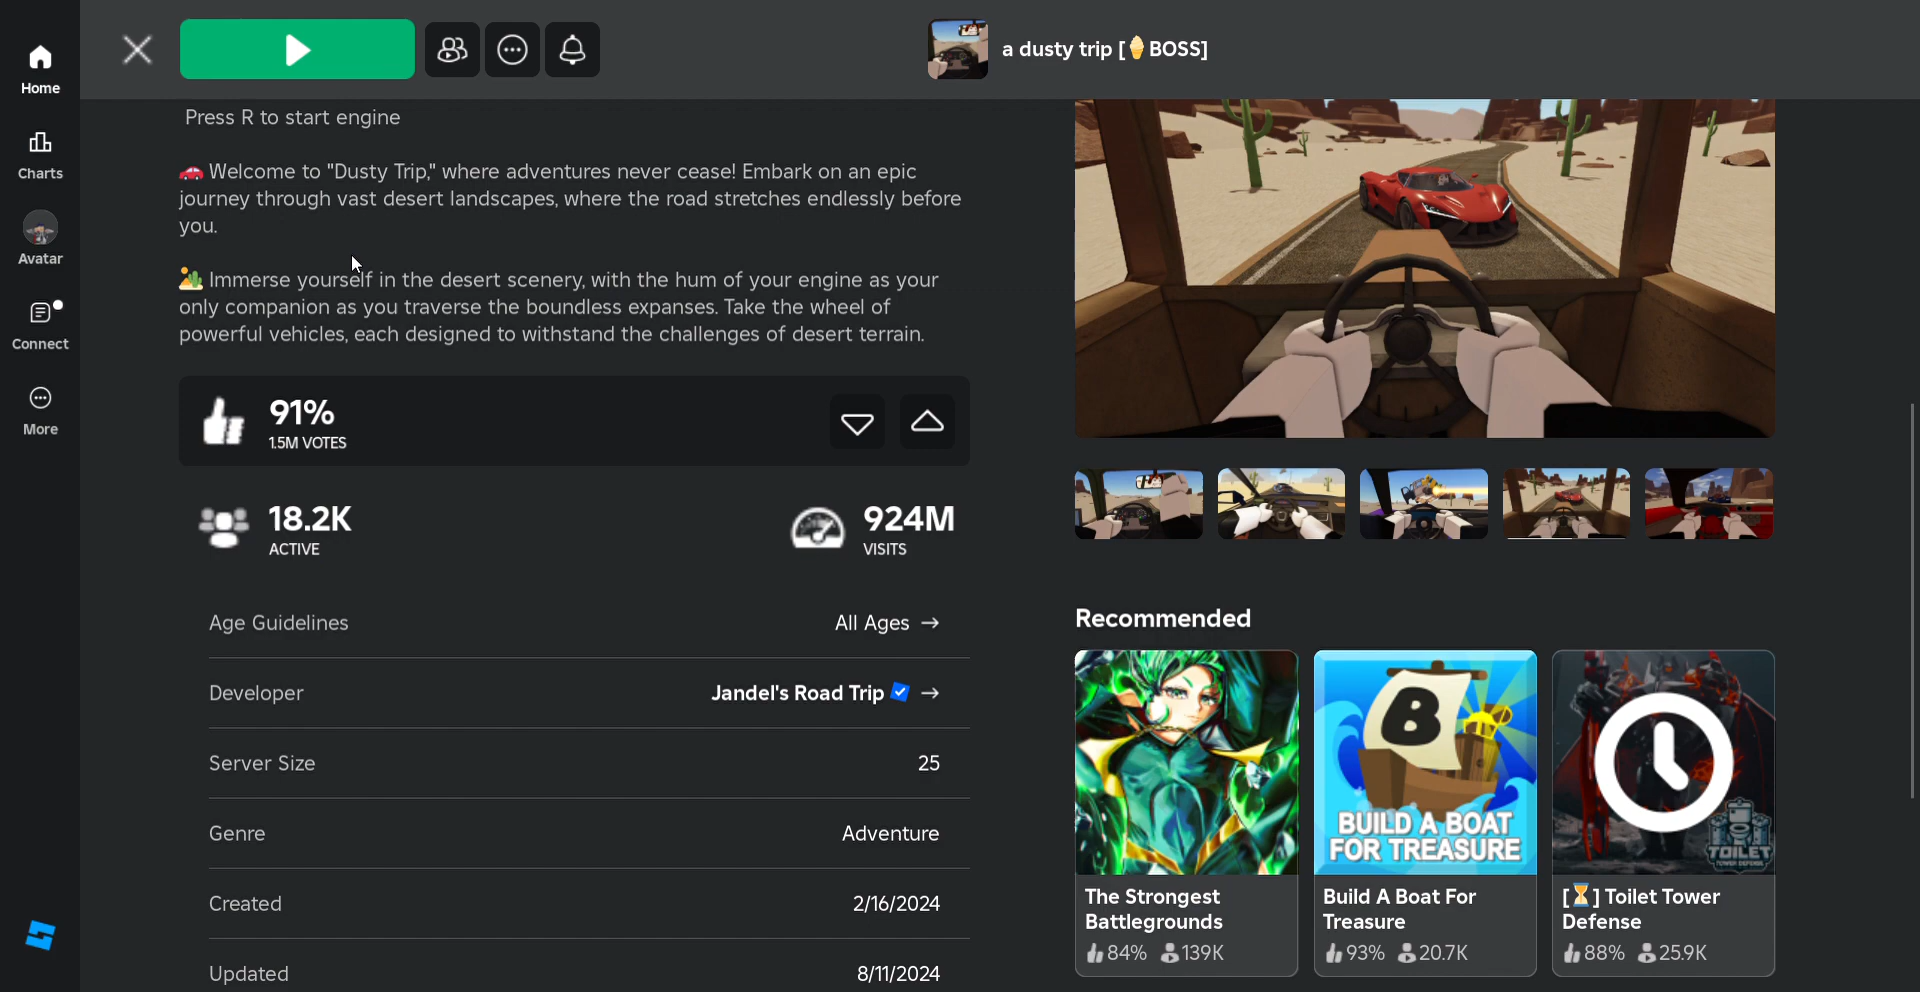 a dusty trip [🍦BOSS]
Home
Charts
Avatar
Connect
More
Press R to start engine
🚗 Welcome to "Dusty Trip," where adventures never cease! Embark on an epic
journey through vast desert landscapes, where the road stretches endlessly before
you.
🏜️ Immerse yourself in the desert scenery, with the hum of your engine as your
only companion as you traverse the boundless expanses. Take the wheel of
powerful vehicles, each designed to withstand the challenges of desert terrain.
91%
1.5M VOTES
18.2K
ACTIVE
924M
VISITS
Age Guidelines
All Ages →
Developer
Jandel's Road Trip →
Server Size
25
Genre
Adventure
Created
2/16/2024
Updated
8/11/2024
Recommended
B
BUILD A BOAT
FOR TREASURE
TOILET
TOWER DEFENSE
The Strongest
Battlegrounds
84% 139K
Build A Boat For
Treasure
93% 20.7K
[⏳] Toilet Tower
Defense
88% 25.9K